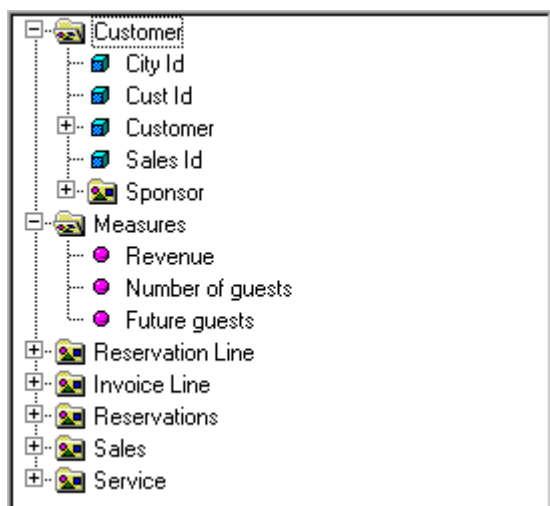 Customer
City Id
Cust Id
Customer
Sales Id
Sponsor
Measures
Revenue
Number of guests
Future guests
Reservation Line
Invoice Line
Reservations
Sales
Service